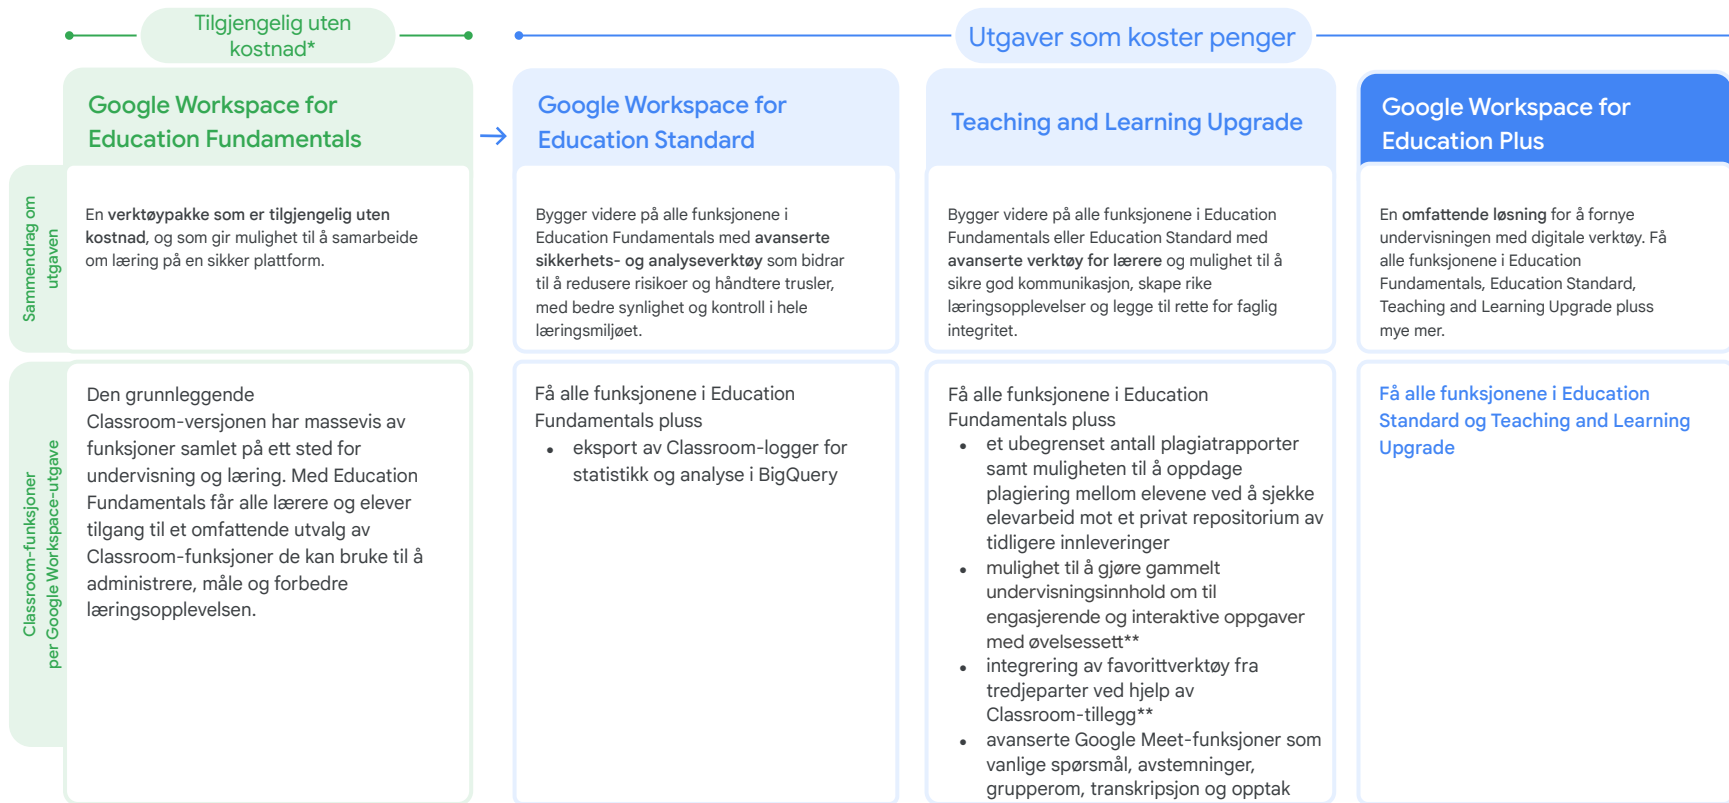 Tilgjengelig uten
kostnad*
Utgaver som koster penger
Google Workspace for
Education Fundamentals
Google Workspace for
Education Standard
Teaching and Learning Upgrade
Google Workspace for
Education Plus
Sammendrag om
utgaven
En verktøypakke som er tilgjengelig uten
kostnad, og som gir mulighet til å samarbeide
om læring på en sikker plattform.
Bygger videre på alle funksjonene i
Education Fundamentals med avanserte
sikkerhets- og analyseverktøy som bidrar
til å redusere risikoer og håndtere trusler,
med bedre synlighet og kontroll i hele
læringsmiljøet.
Bygger videre på alle funksjonene i Education
Fundamentals eller Education Standard med
avanserte verktøy for lærere og mulighet til å
sikre god kommunikasjon, skape rike
læringsopplevelser og legge til rette for faglig
integritet.
En omfattende løsning for å fornye
undervisningen med digitale verktøy. Få
alle funksjonene i Education
Fundamentals, Education Standard,
Teaching and Learning Upgrade pluss
mye mer.
Classroom-funksjoner
per Google Workspace-utgave
Den grunnleggende
Classroom-versjonen har massevis av
funksjoner samlet på ett sted for
undervisning og læring. Med Education
Fundamentals får alle lærere og elever
tilgang til et omfattende utvalg av
Classroom-funksjoner de kan bruke til å
administrere, måle og forbedre
læringsopplevelsen.
Få alle funksjonene i Education
Fundamentals pluss
• eksport av Classroom-logger for
statistikk og analyse i BigQuery
Få alle funksjonene i Education
Fundamentals pluss
• et ubegrenset antall plagiatrapporter
samt muligheten til å oppdage
plagiering mellom elevene ved å sjekke
elevarbeid mot et privat repositorium av
tidligere innleveringer
• mulighet til å gjøre gammelt
undervisningsinnhold om til
engasjerende og interaktive oppgaver
med øvelsessett**
• integrering av favorittverktøy fra
tredjeparter ved hjelp av
Classroom-tillegg**
• avanserte Google Meet-funksjoner som
vanlige spørsmål, avstemninger,
grupperom, transkripsjon og opptak
Få alle funksjonene i Education
Standard og Teaching and Learning
Upgrade